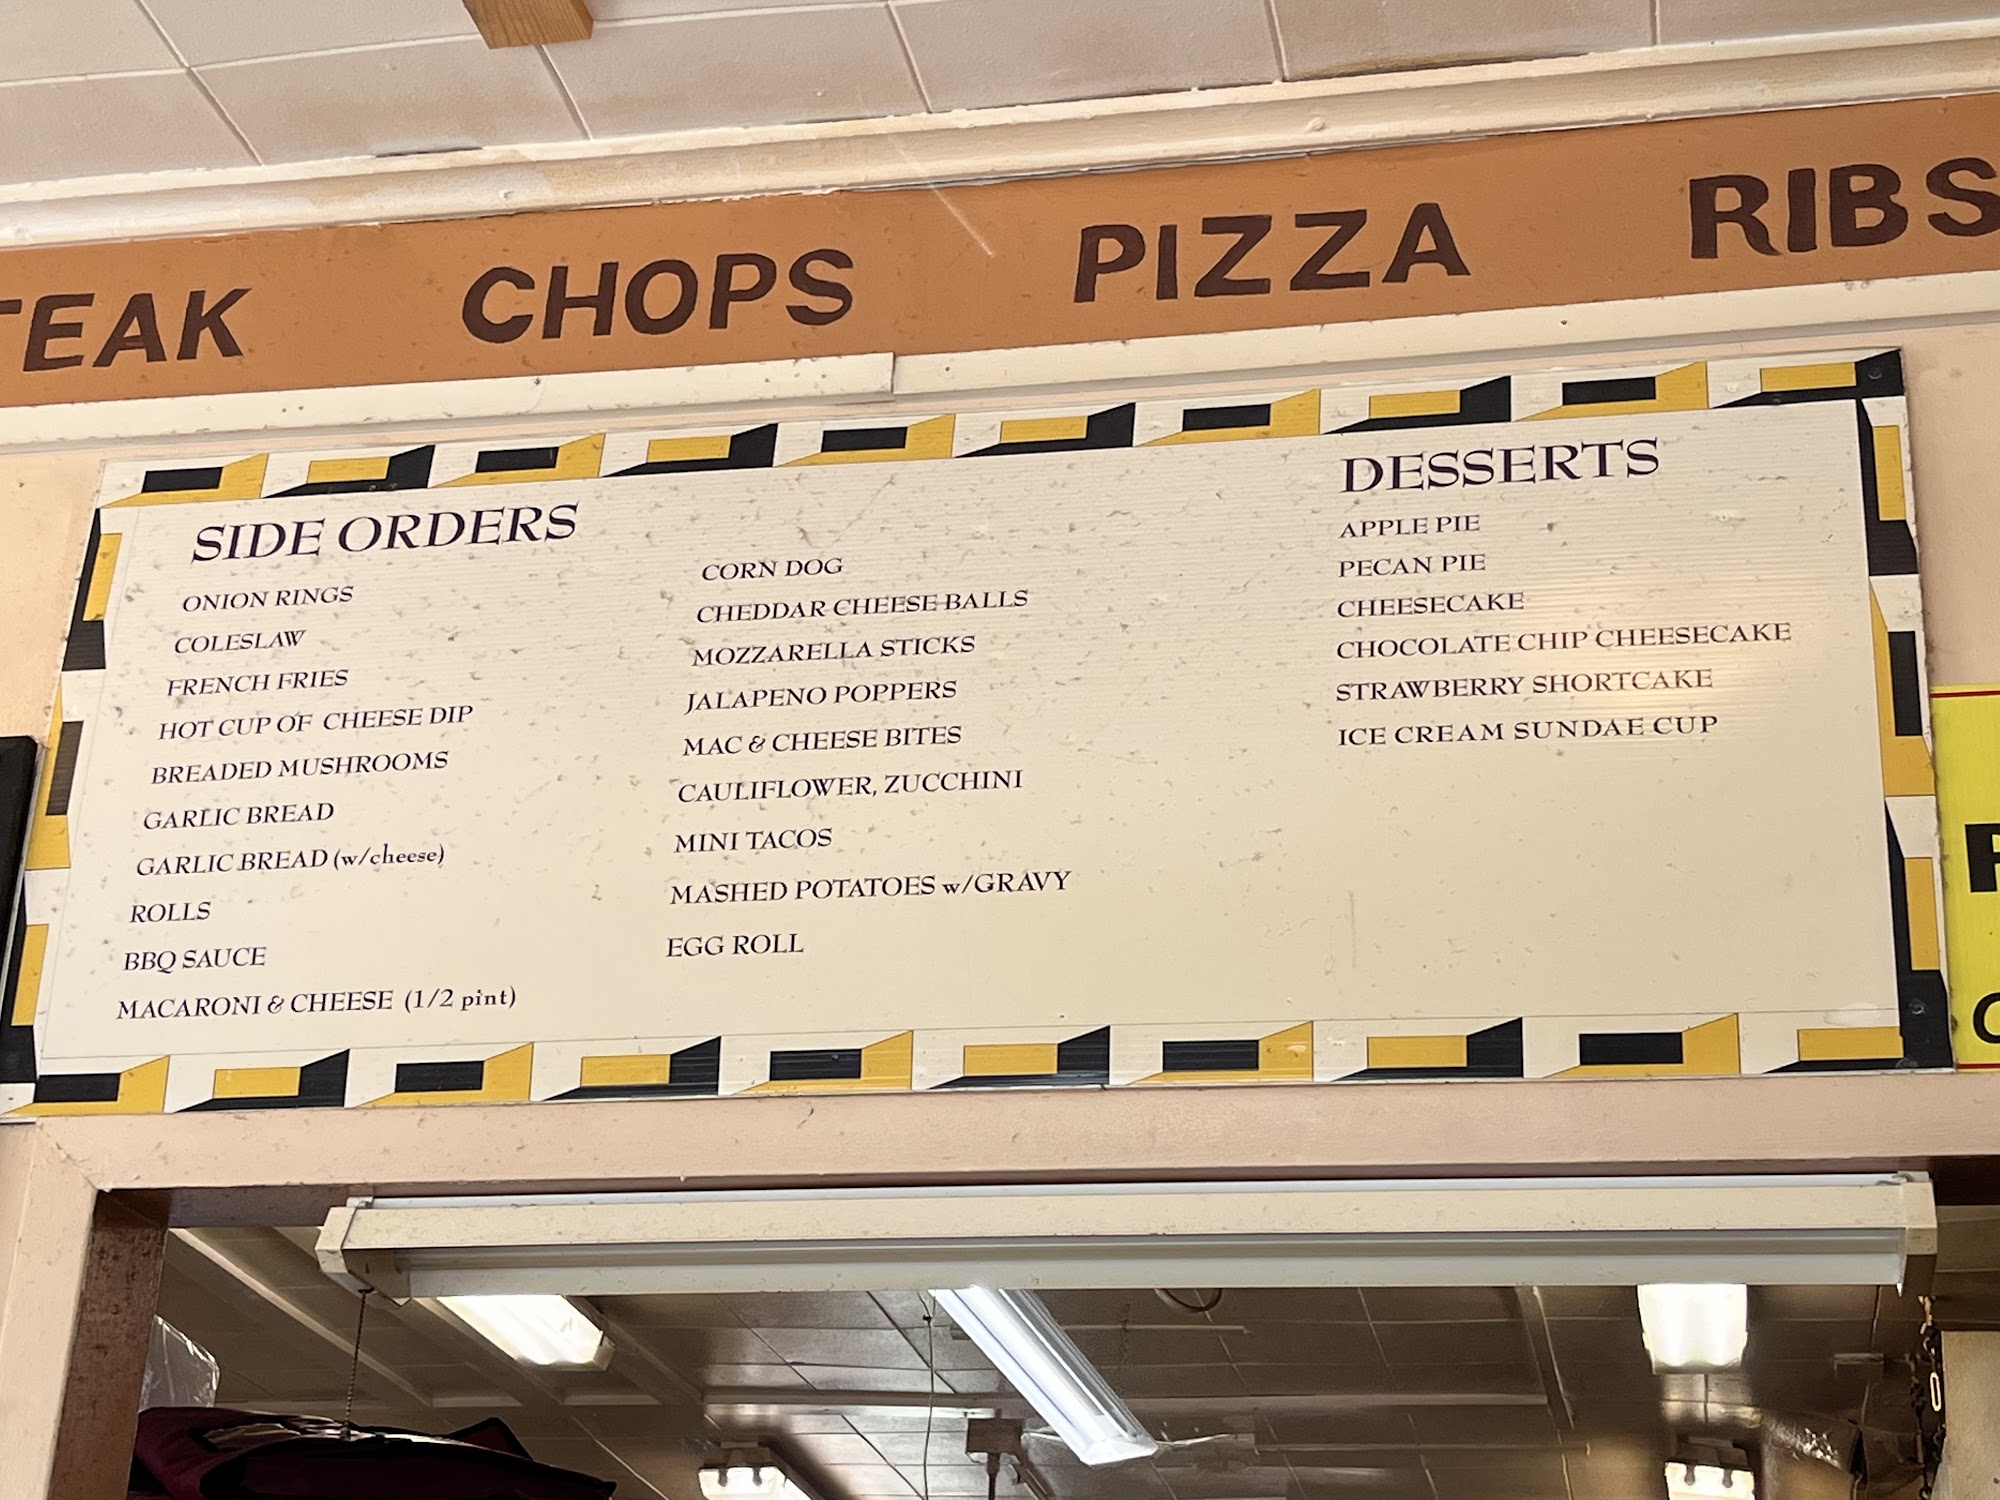 TEAK CHOPS PIZZA RIBS
SIDE ORDERS
ONION RINGS
COLESLAW
FRENCH FRIES
HOT CUP OF CHEESE DIP
BREADED MUSHROOMS
GARLIC BREAD
GARLIC BREAD (w/cheese)
ROLLS
BBQ SAUCE
MACARONI & CHEESE (1/2 pint)
CORN DOG
CHEDDAR CHEESE BALLS
MOZZARELLA STICKS
JALAPENO POPPERS
MAC & CHEESE BITES
CAULIFLOWER, ZUCCHINI
MINI TACOS
MASHED POTATOES w/GRAVY
EGG ROLL
DESSERTS
APPLE PIE
PECAN PIE
CHEESECAKE
CHOCOLATE CHIP CHEESECAKE
STRAWBERRY SHORTCAKE
ICE CREAM SUNDAE CUP